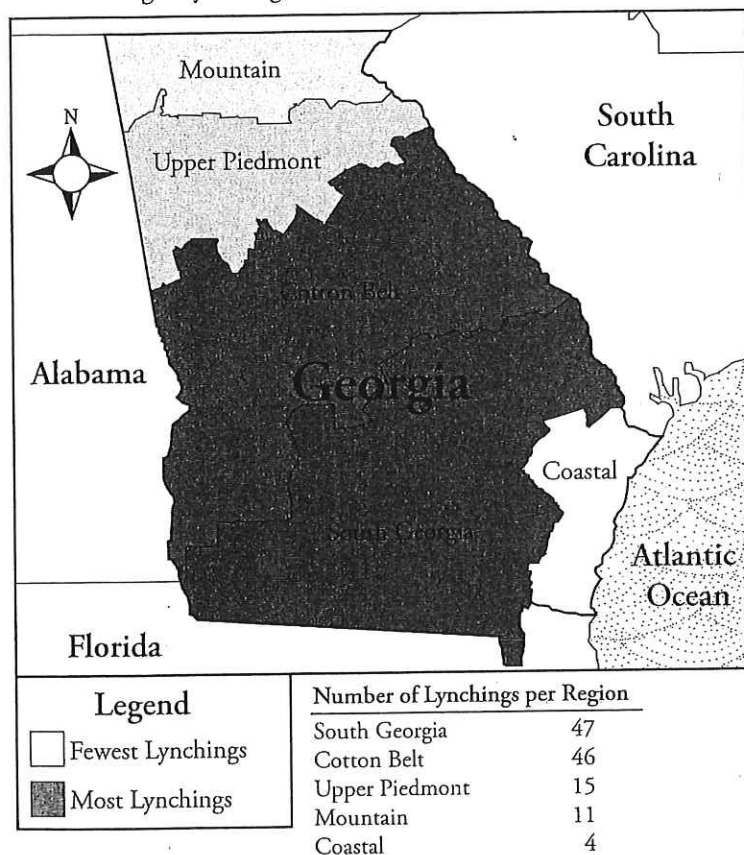 Mountain
N
South
Carolina
Upper Piedmont
Cotton Belt
Alabama
Georgia
Coastal
South Georgia
Atlantic
Ocean
Florida
Legend
Fewest Lynchings
Most Lynchings
Number of Lynchings per Region
South Georgia 47
Cotton Belt 46
Upper Piedmont 15
Mountain 11
Coastal 4